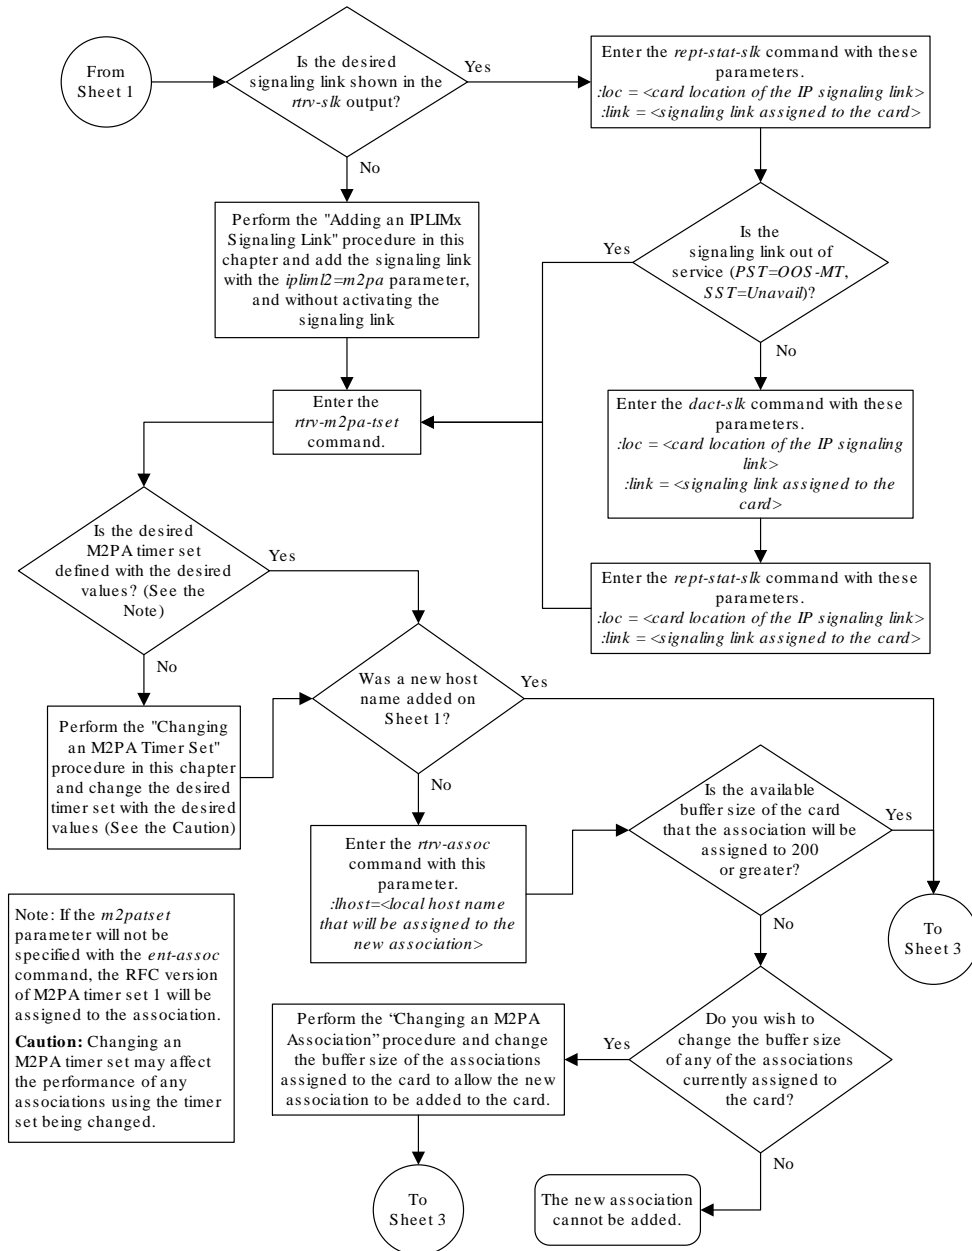 From
Sheet 1
Is the desired
signaling link shown in the
rtrv-slk output?
Yes
No
Enter the rept-stat-slk command with these
parameters.
:loc = <card location of the IP signaling link>
:link = <signaling link assigned to the card>
Perform the "Adding an IPLIMx
Signaling Link" procedure in this
chapter and add the signaling link
with the ipliml2=m2pa parameter,
and without activating the
signaling link
Is the
signaling link out of
service (PST=OOS-MT,
SST=Unavail)?
Yes
No
Enter the
rtrv-m2pa-tset
command.
Enter the dact-slk command with these
parameters.
:loc = <card location of the IP signaling
link>
:link = <signaling link assigned to the
card>
Enter the rept-stat-slk command with these
parameters.
:loc = <card location of the IP signaling link>
:link = <signaling link assigned to the card>
Is the desired
M2PA timer set
defined with the desired
values? (See the
Note)
Yes
No
Perform the "Changing
an M2PA Timer Set"
procedure in this chapter
and change the desired
timer set with the desired
values (See the Caution)
Was a new host
name added on
Sheet 1?
Yes
No
Enter the rtrv-assoc
command with this
parameter.
:lhost=<local host name
that will be assigned to the
new association>
Is the available
buffer size of the card
that the association will be
assigned to 200
or greater?
Yes
No
To
Sheet 3
Note: If the m2patset
parameter will not be
specified with the ent-assoc
command, the RFC version
of M2PA timer set 1 will be
assigned to the association.
Caution: Changing an
M2PA timer set may affect
the performance of any
associations using the timer
set being changed.
Do you wish to
change the buffer size
of any of the associations
currently assigned to
the card?
Yes
No
Perform the “Changing an M2PA
Association” procedure and change
the buffer size of the associations
assigned to the card to allow the new
association to be added to the card.
To
Sheet 3
The new association
cannot be added.